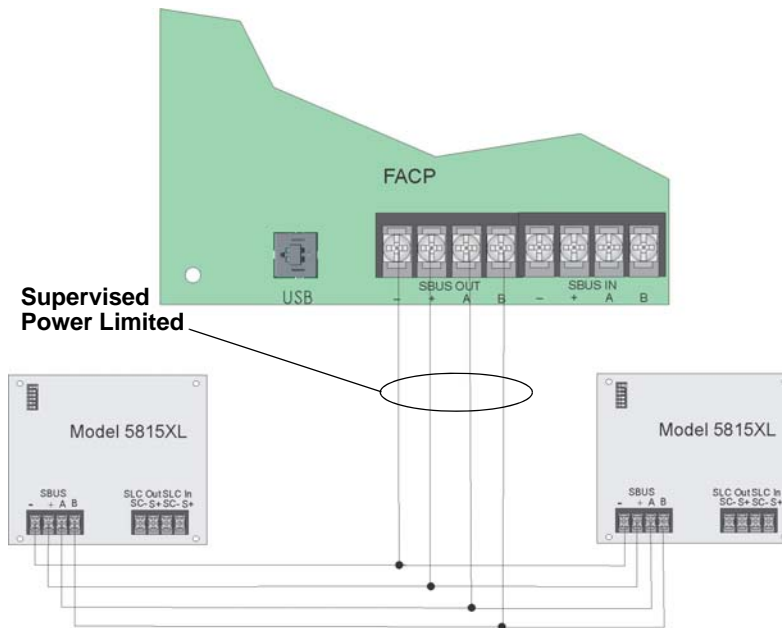 FACP
USB
SBUS OUT
SBUS IN
- + A B - + A B
Supervised
Power Limited
Model 5815XL
SBUS
- + A B
SLC Out SLC In
SC- S+ SC- S+
Model 5815XL
SBUS
- + A B
SLC Out SLC In
SC- S+ SC- S+